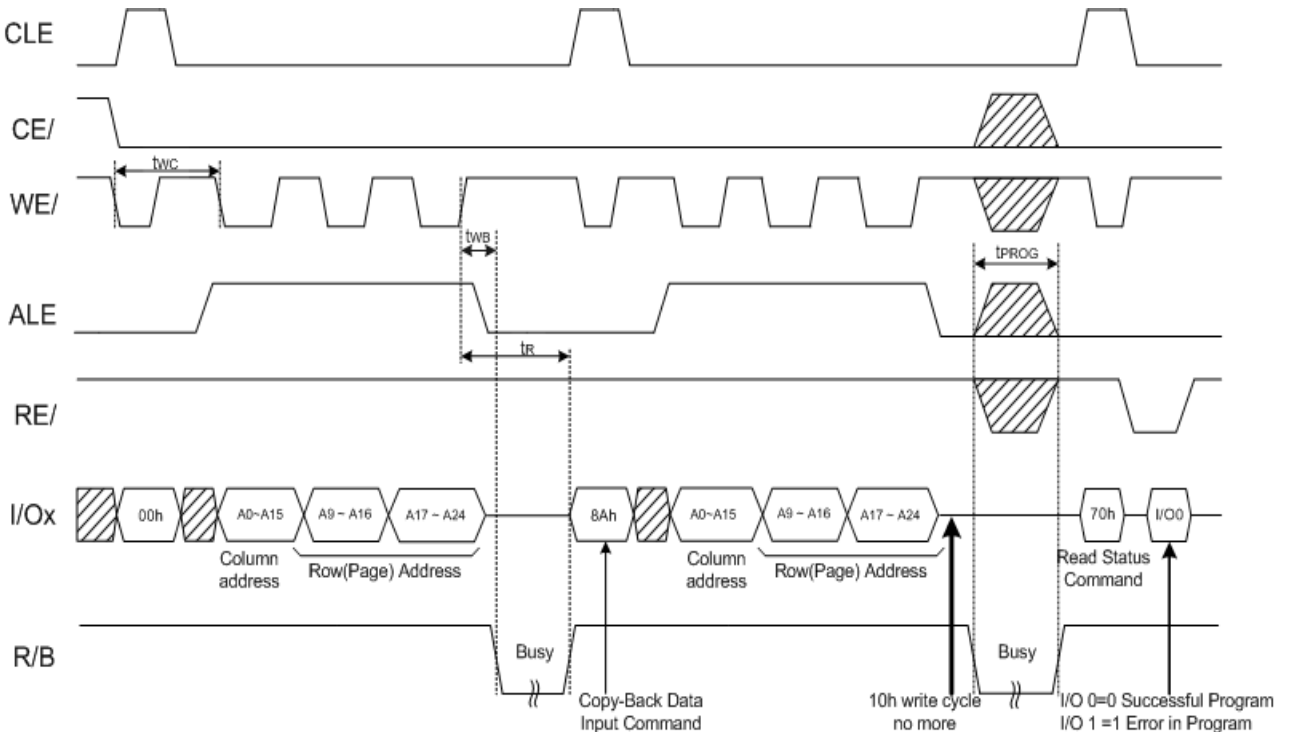 CLE
CE/
tWC
WE/
tWB
tPROG
ALE
tR
RE/
I/Ox
00h
A0~A15
A9 ~ A16
A17 ~ A24
8Ah
A0~A15
A9 ~ A16
A17 ~ A24
70h
I/O0
Column
address
Row(Page) Address
Column
address
Row(Page) Address
Read Status
Command
R/B
Busy
Busy
Copy-Back Data
Input Command
10h write cycle
no more
I/O 0=0 Successful Program
I/O 1 =1 Error in Program